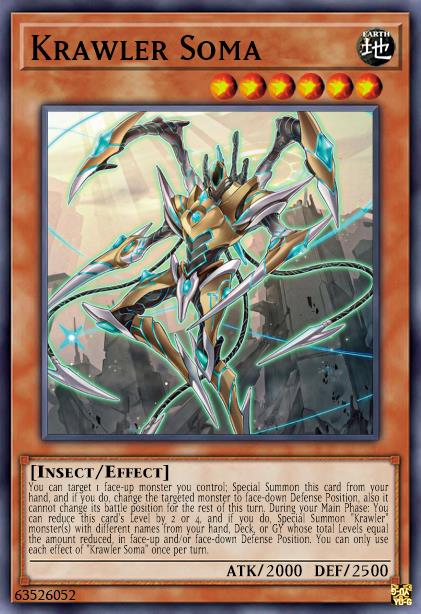 Krawler Soma
EARTH
地
[Insect/Effect]
You can target 1 face-up monster you control; Special Summon this card from your
hand, and if you do, change the targeted monster to face-down Defense Position, also it
cannot change its battle position for the rest of this turn. During your Main Phase: You
can reduce this card's Level by 2 or 4, and if you do, Special Summon "Krawler"
monster(s) with different names from your hand, Deck, or GY whose total Levels equal
the amount reduced, in face-up and/or face-down Defense Position. You can only use
each effect of "Krawler Soma" once per turn.
ATK/2000 DEF/2500
63526052